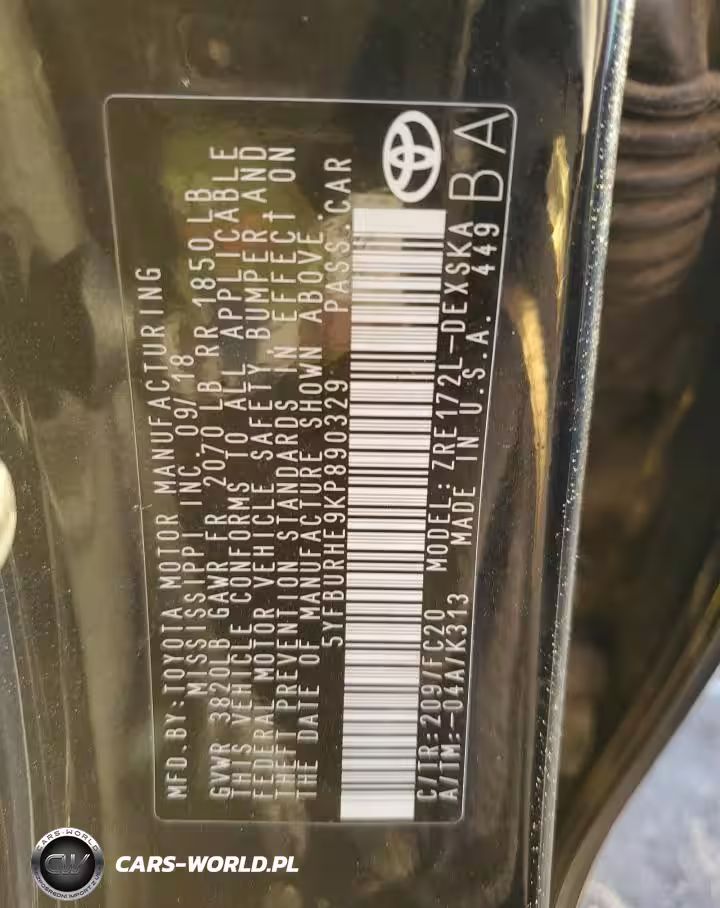 MFD.BY:TOYOTA MOTOR MANUFACTURING
MISSISSIPPI INC 09/18
GVWR 3820LB GAWR FR 2070 LB RR 1850 LB
THIS VEHICLE CONFORMS TO ALL APPLICABLE
FEDERAL MOTOR VEHICLE SAFETY, BUMPER AND
THEFT PREVENTION STANDARDS IN EFFECT ON
THE DATE OF MANUFACTURE SHOWN ABOVE.
5YFBURHE9KP890329 PASS.CAR
C/TR:209/FC20 MODEL:ZRE172L-DEXSKA
A/TM:-04A/K313 MADE IN U.S.A. 449
BA
CARS-WORLD
CW
CARS-WORLD.PL